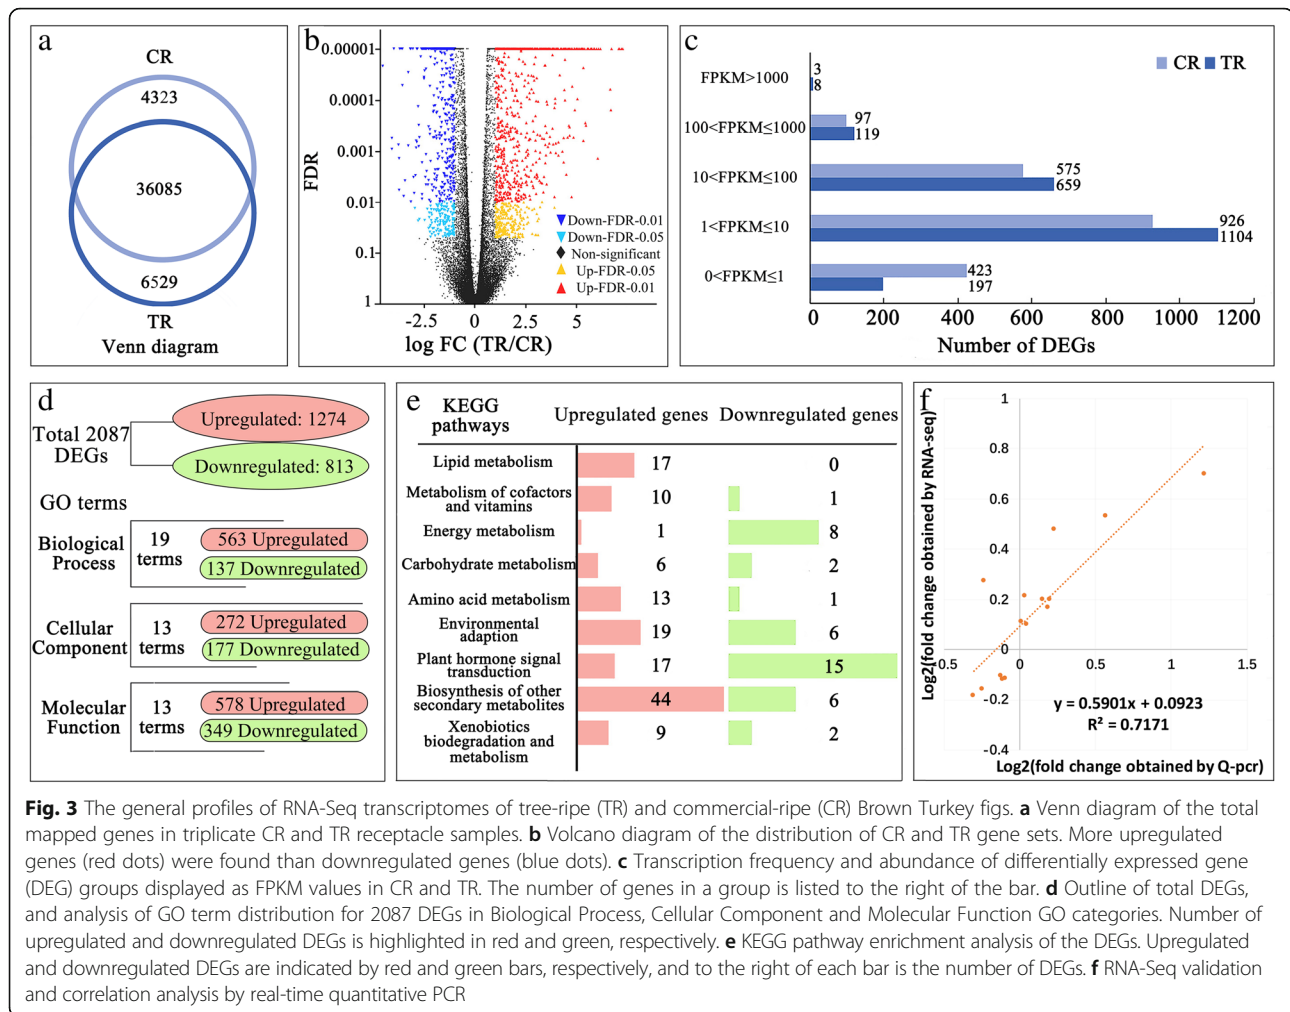 a
CR
4323
36085
6529
TR
Venn diagram
b
0.00001
0.0001
0.001
0.01
0.1
1
FDR
Down-FDR-0.01
Down-FDR-0.05
Non-significant
Up-FDR-0.05
Up-FDR-0.01
-2.5 0 2.5 5
log FC (TR/CR)
c
CR TR
FPKM>1000 3
8
100<FPKM≤1000 97
119
10<FPKM≤100 575
659
1<FPKM≤10 926
1104
0<FPKM≤1 423
197
0 200 400 600 800 1000 1200
Number of DEGs
d
Total 2087
DEGs
Upregulated: 1274
Downregulated: 813
GO terms
Biological
Process
19
terms
563 Upregulated
137 Downregulated
Cellular
Component
13
terms
272 Upregulated
177 Downregulated
Molecular
Function
13
terms
578 Upregulated
349 Downregulated
e
KEGG
pathways
Upregulated genes Downregulated genes
Lipid metabolism 17 0
Metabolism of cofactors
and vitamins 10 1
Energy metabolism 1 8
Carbohydrate metabolism 6 2
Amino acid metabolism 13 1
Environmental
adaption 19 6
Plant hormone signal
transduction 17 15
Biosynthesis of other
secondary metabolites 44 6
Xenobiotics
biodegradation and
metabolism 9 2
f
Log2(fold change obtained by RNA-seq)
1
0.8
0.6
0.4
0.2
0
-0.2
-0.4
-0.5 0 0.5 1 1.5
y = 0.5901x + 0.0923
R² = 0.7171
Log2(fold change obtained by Q-pcr)
Fig. 3 The general profiles of RNA-Seq transcriptomes of tree-ripe (TR) and commercial-ripe (CR) Brown Turkey figs. a Venn diagram of the total
mapped genes in triplicate CR and TR receptacle samples. b Volcano diagram of the distribution of CR and TR gene sets. More upregulated
genes (red dots) were found than downregulated genes (blue dots). c Transcription frequency and abundance of differentially expressed gene
(DEG) groups displayed as FPKM values in CR and TR. The number of genes in a group is listed to the right of the bar. d Outline of total DEGs,
and analysis of GO term distribution for 2087 DEGs in Biological Process, Cellular Component and Molecular Function GO categories. Number of
upregulated and downregulated DEGs is highlighted in red and green, respectively. e KEGG pathway enrichment analysis of the DEGs. Upregulated
and downregulated DEGs are indicated by red and green bars, respectively, and to the right of each bar is the number of DEGs. f RNA-Seq validation
and correlation analysis by real-time quantitative PCR